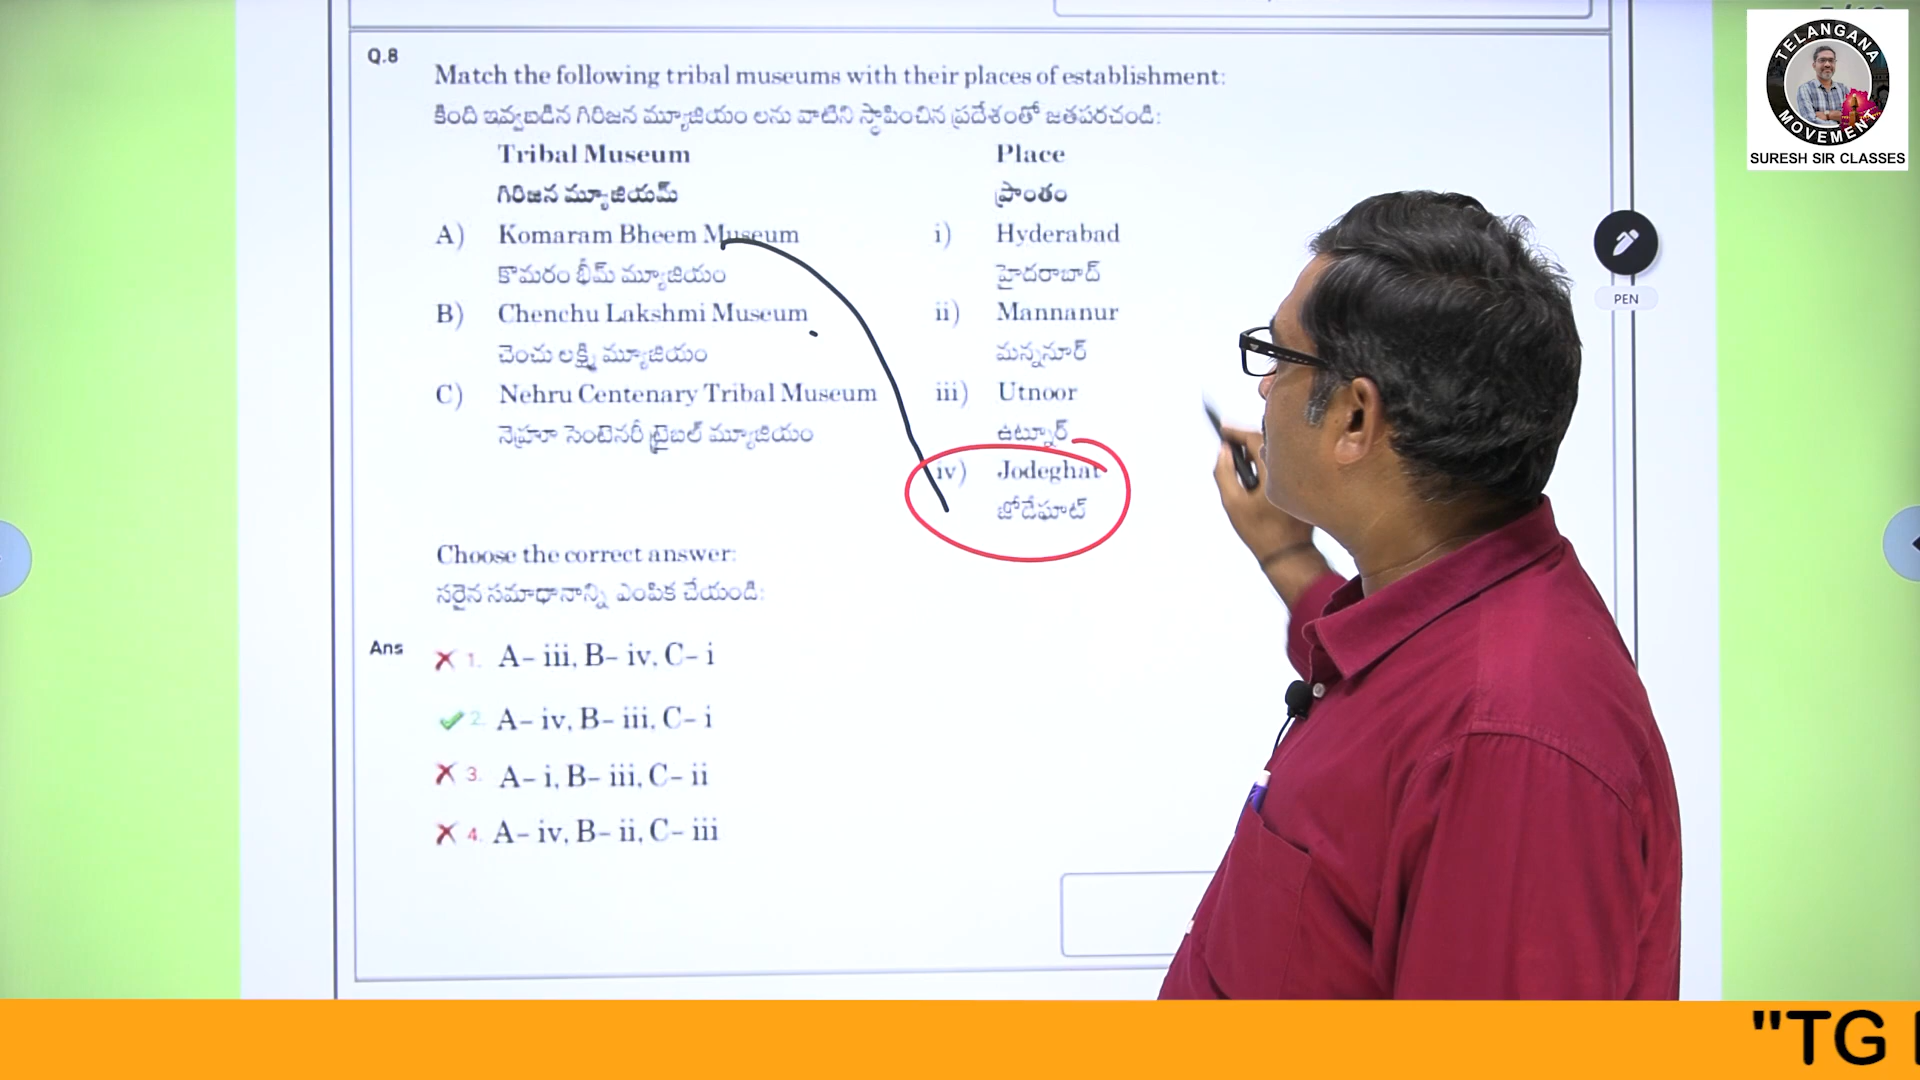 Q.8
Match the following tribal museums with their places of establishment:
కింది ఇవ్వబడిన గిరిజన మ్యూజియం లను వాటిని స్థాపించిన ప్రదేశంతో జతపరచండి:
Tribal Museum Place
గిరిజన మ్యూజియమ్ ప్రాంతం
A) Komaram Bheem Museum i) Hyderabad
కొమరం భీమ్ మ్యూజియం హైదరాబాద్
B) Chenchu Lakshmi Museum ii) Mannanur
చెంచు లక్ష్మి మ్యూజియం మన్ననూర్
C) Nehru Centenary Tribal Museum iii) Utnoor
నెహ్రూ సెంటెనరీ ట్రైబల్ మ్యూజియం ఉట్నూర్
iv) Jodeghat
జోదేఘాట్
Choose the correct answer:
సరైన సమాధానాన్ని ఎంపిక చేయండి:
Ans
1. A- iii, B- iv, C- i
2. A- iv, B- iii, C- i
3. A- i, B- iii, C- ii
4. A- iv, B- ii, C- iii
TELANGANA
MOVEMENT
SURESH SIR CLASSES
PEN
"TG